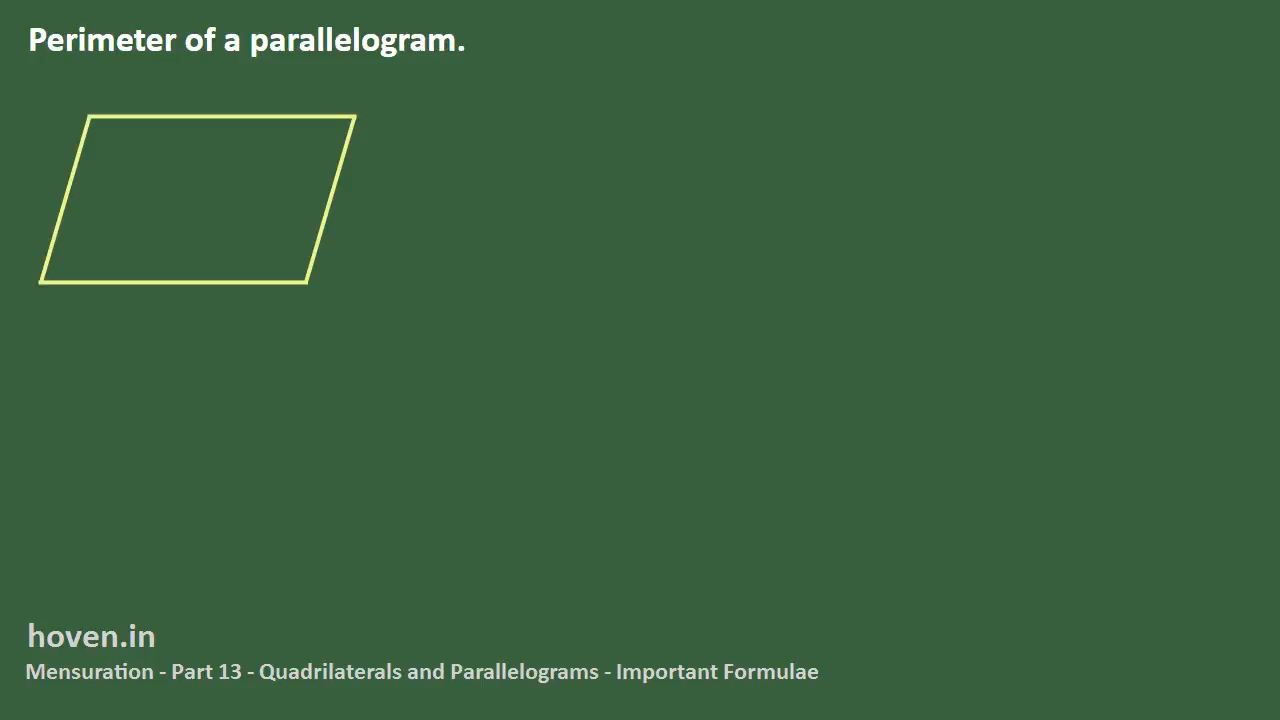 Perimeter of a parallelogram.
hoven.in
Mensuration - Part 13 - Quadrilaterals and Parallelograms - Important Formulae